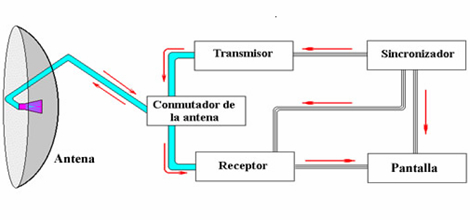 Transmisor
Sincronizador
Conmutador de
la antena
Antena
Receptor
Pantalla